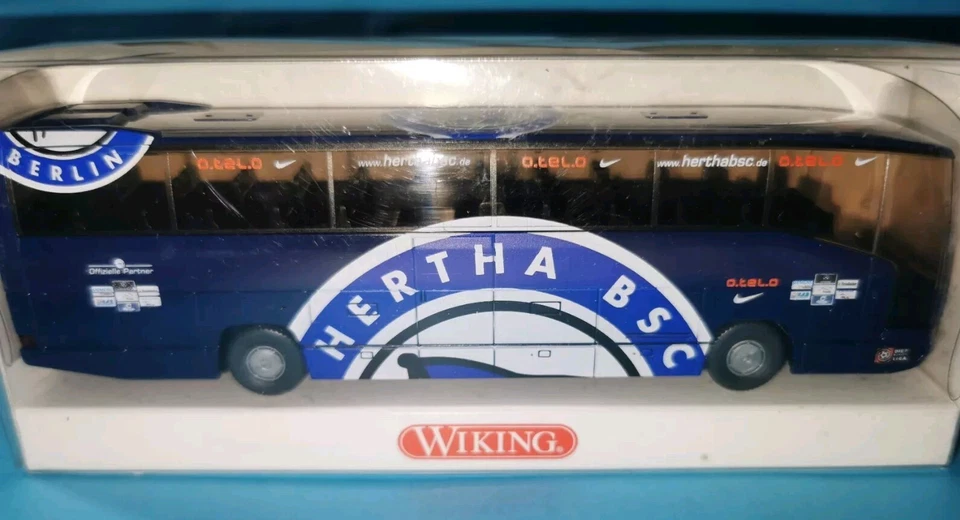 BERLIN
o.tel.o
www.herthabsc.de
o.tel.o
www.herthabsc.de
o.tel.o
HERTHA BSC
Offizielle Partner
o.tel.o
WIKING®